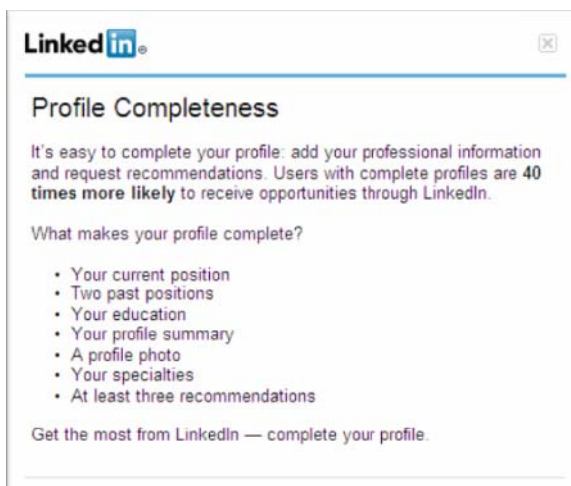 Linked in ®
Profile Completeness
It's easy to complete your profile: add your professional information
and request recommendations. Users with complete profiles are 40
times more likely to receive opportunities through LinkedIn.
What makes your profile complete?
• Your current position
• Two past positions
• Your education
• Your profile summary
• A profile photo
• Your specialties
• At least three recommendations
Get the most from LinkedIn — complete your profile.